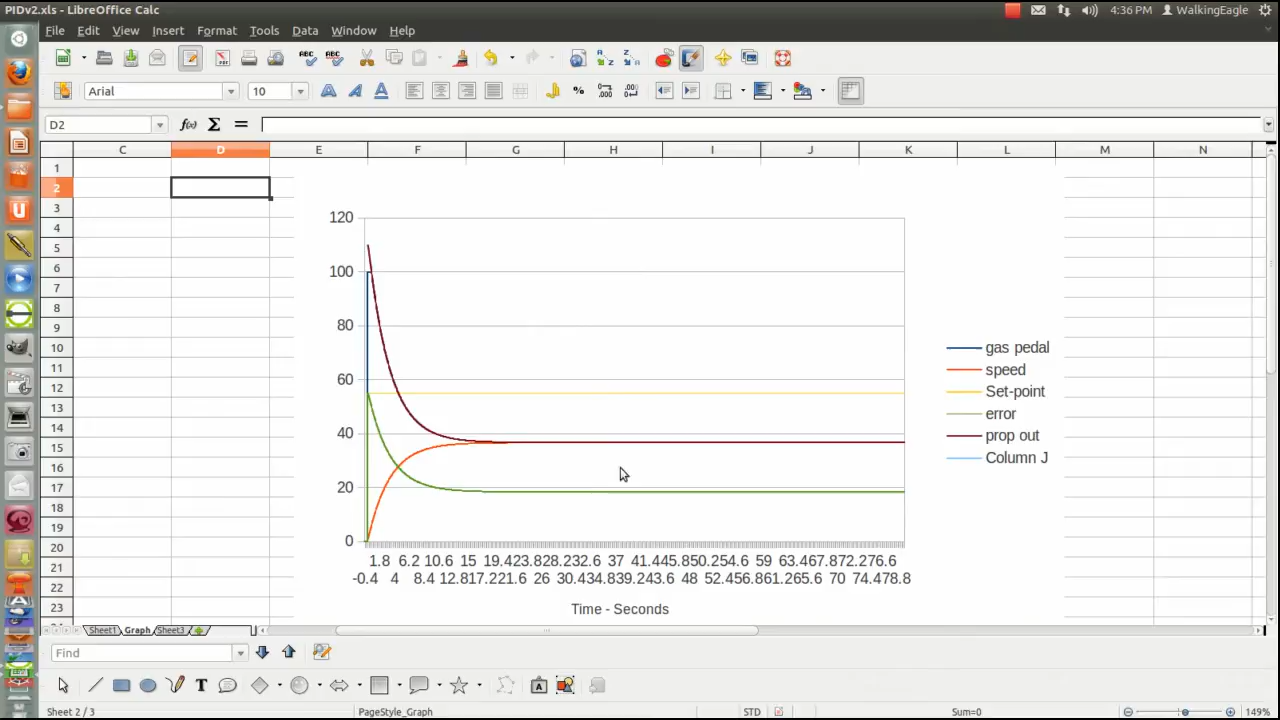 PIDv2.xls - LibreOffice Calc
4:36 PM WalkingEagle
File Edit View Insert Format Tools Data Window Help
ABC ABC
Arial 10
D2 f(x) Σ =
C D E F G H I J K L M N
1
2
3
4
5
6
7
8
9
10
11
12
13
14
15
16
17
18
19
20
21
22
23
120
100
80
60
40
20
0
1.8 6.2 10.6 15 19.423.828.232.6 37 41.445.850.254.6 59 63.467.872.276.6
-0.4 4 8.4 12.817.221.6 26 30.434.839.243.6 48 52.456.861.265.6 70 74.478.8
Time - Seconds
gas pedal
speed
Set-point
error
prop out
Column J
Sheet1 Graph Sheet3
Find
Sheet 2 / 3 PageStyle_Graph STD Sum=0 149%